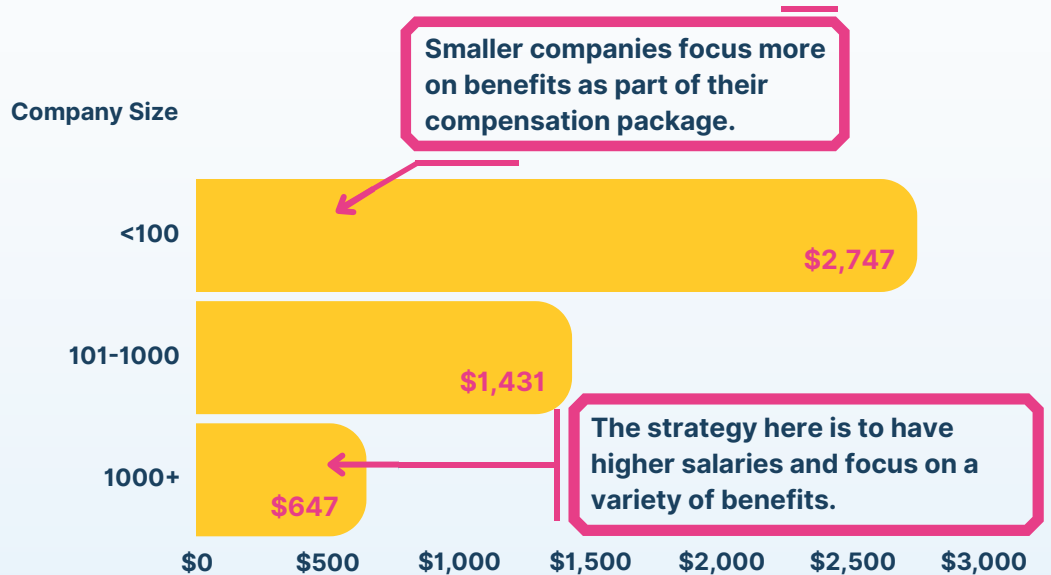 Smaller companies focus more
on benefits as part of their
compensation package.
Company Size
<100
$2,747
101-1000
$1,431
The strategy here is to have
higher salaries and focus on a
variety of benefits.
1000+
$647
$0 $500 $1,000 $1,500 $2,000 $2,500 $3,000